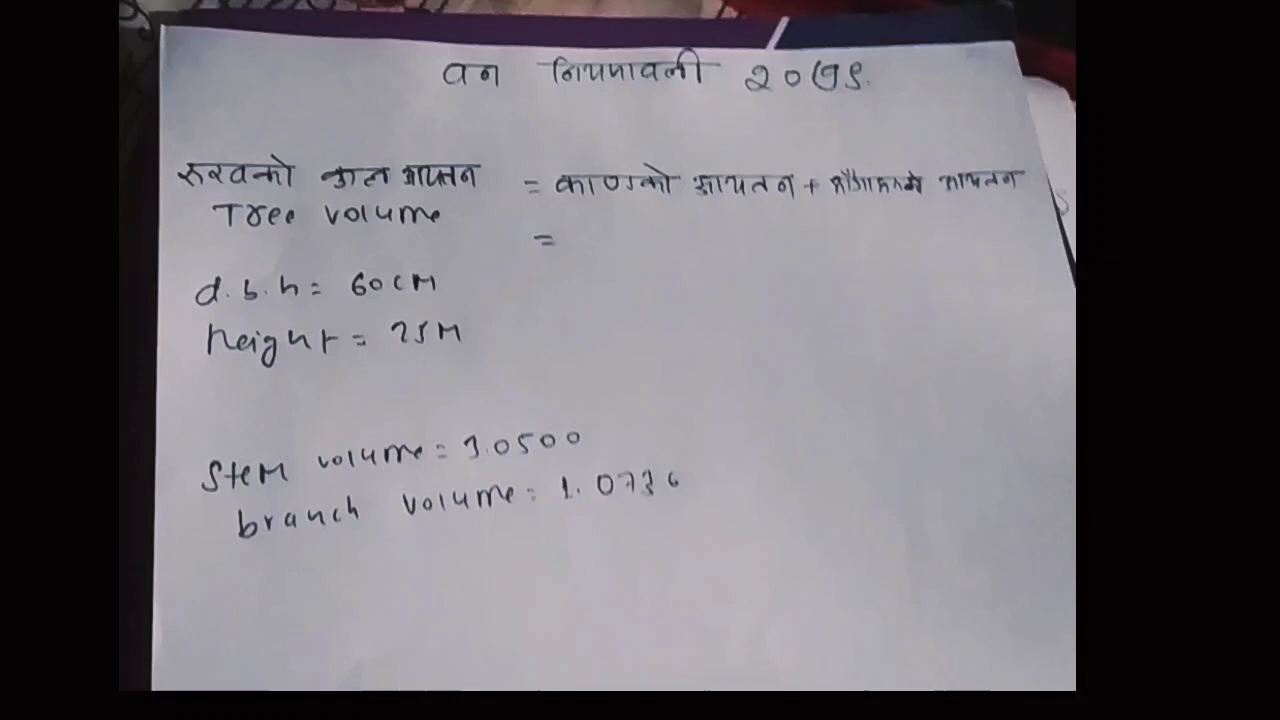 वन नियमावली २०७९.
रुखको कुल आयतन = काण्डको आयतन + हाँगाको आयतन
Tree volume
=
d.b.h = 60CM
height = 25M
Stem volume = 3.0500
branch volume = 1.0736